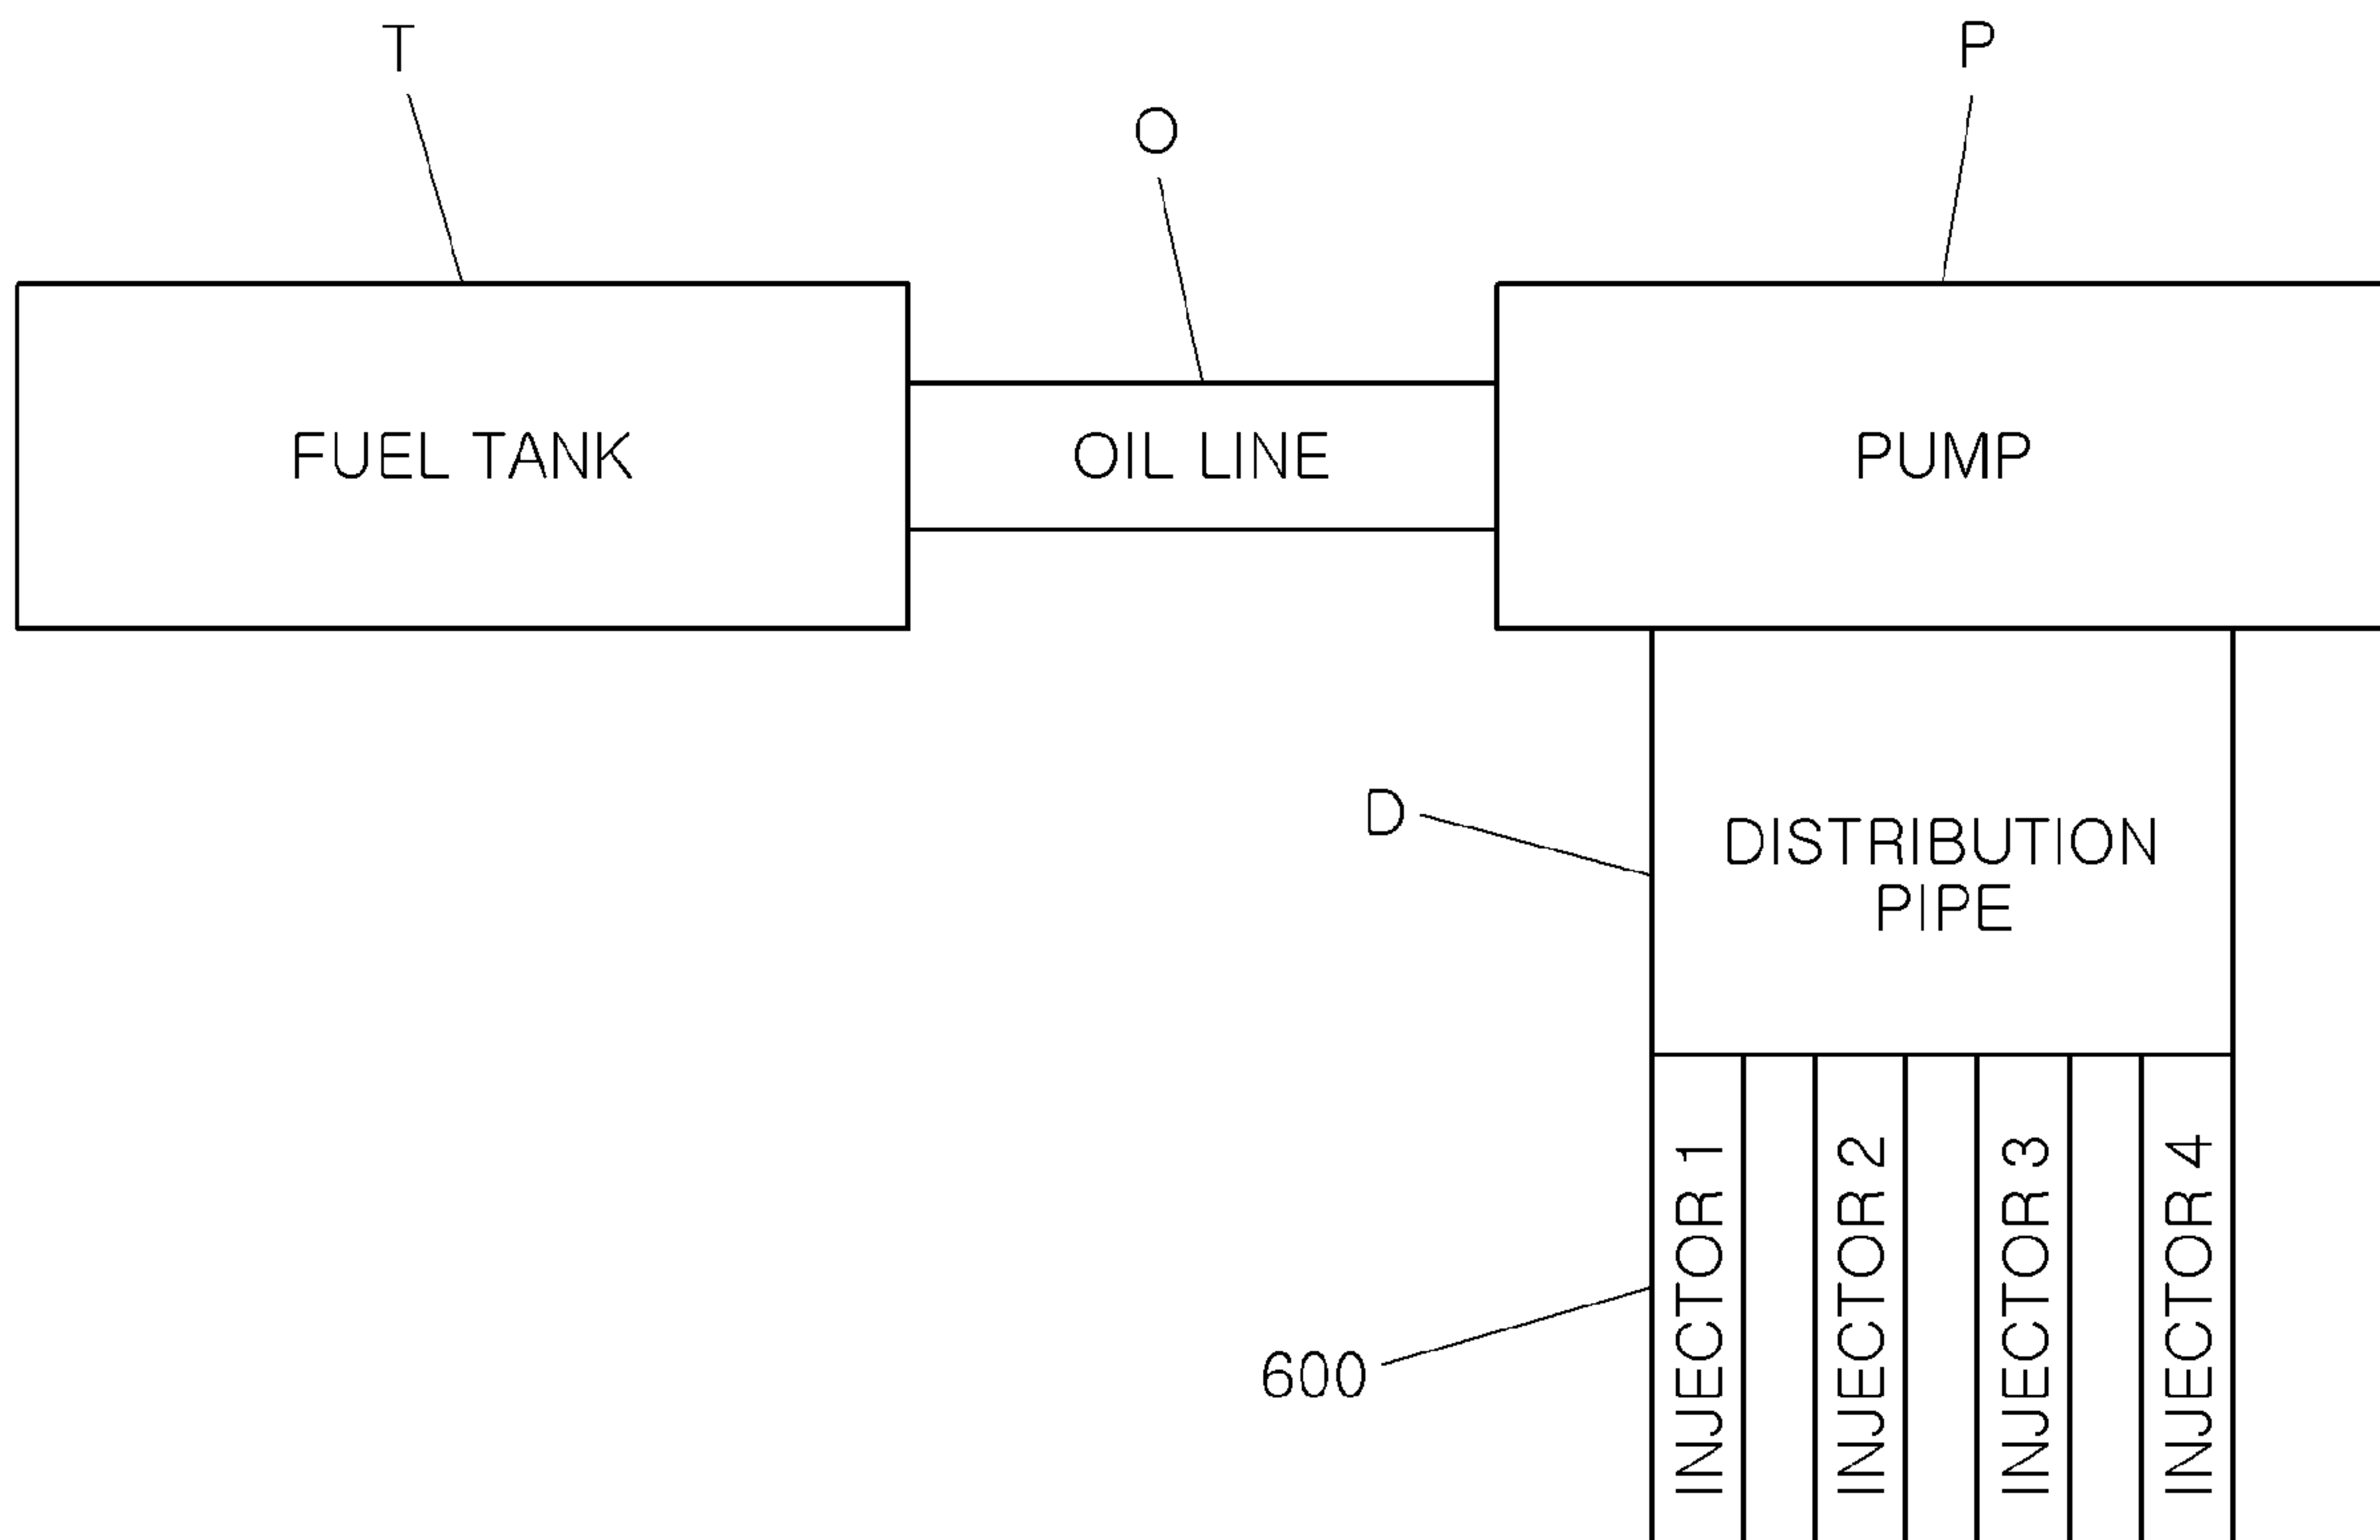 T
P
O
FUEL TANK
OIL LINE
PUMP
D
DISTRIBUTION
PIPE
600
INJECTOR 1
INJECTOR 2
INJECTOR 3
INJECTOR 4